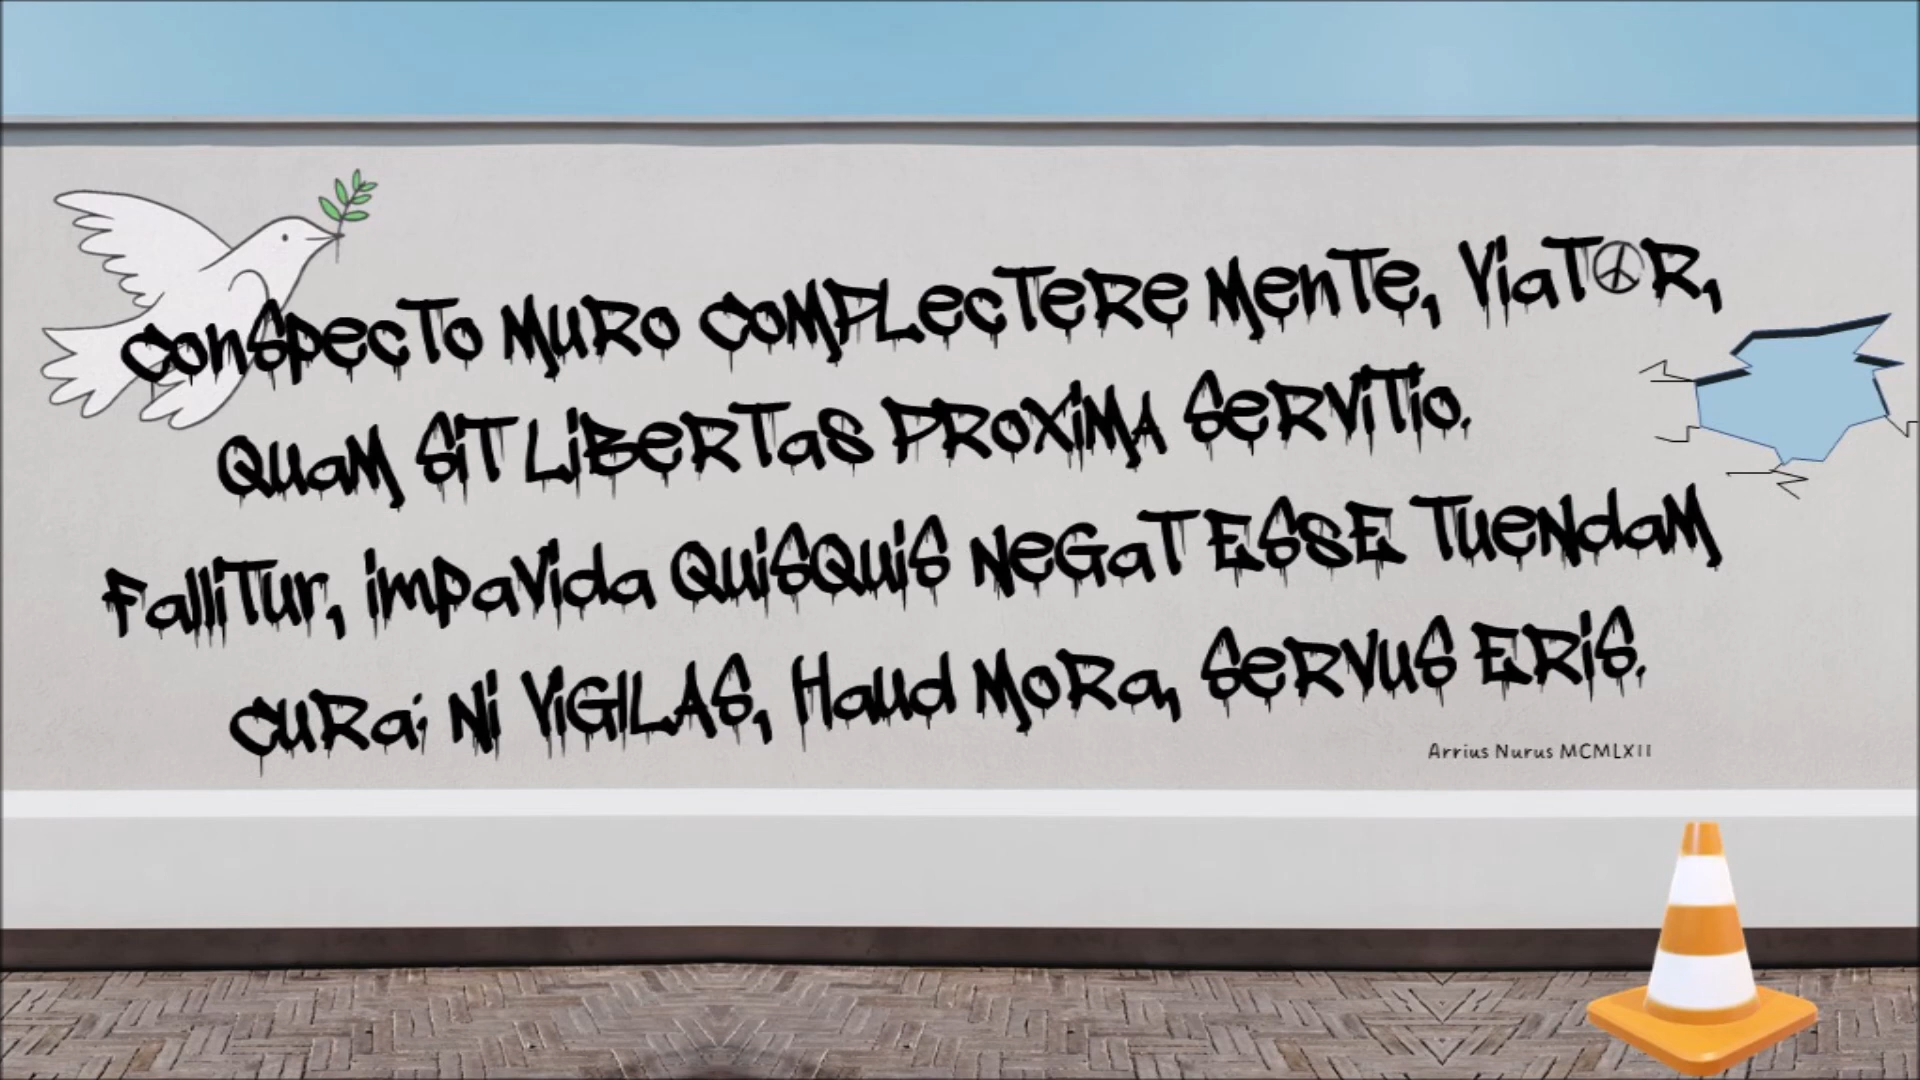 Conspecto muro complectere mente, viator,
quam sit libertas proxima servitio.
Fallitur, impavida quisquis negat esse tuendam
cura; ni vigilas, haud mora, servus eris.
Arrius Nurus MCMLXII